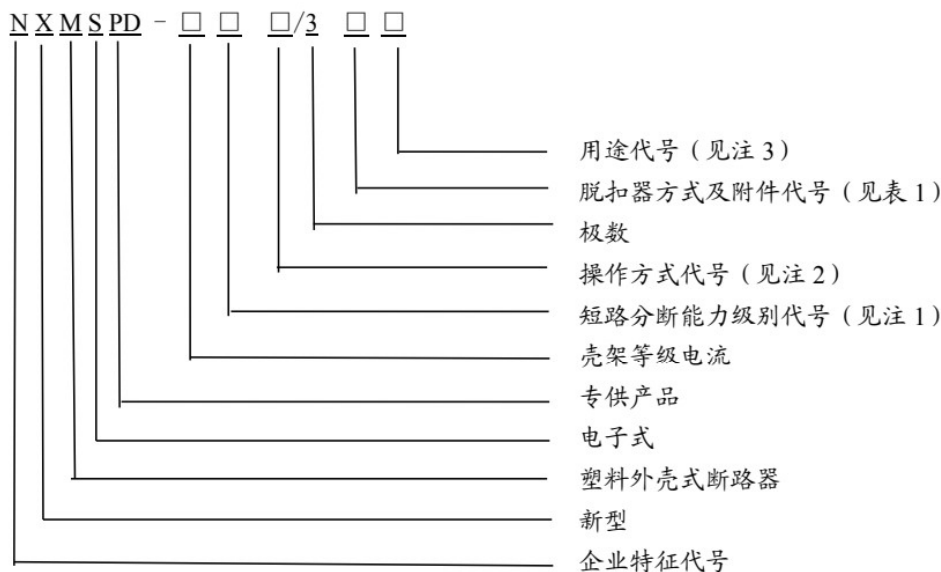 N X M S PD - □ □ □/3 □ □
用途代号（见注 3）
脱扣器方式及附件代号（见表 1）
极数
操作方式代号（见注 2）
短路分断能力级别代号（见注 1）
壳架等级电流
专供产品
电子式
塑料外壳式断路器
新型
企业特征代号